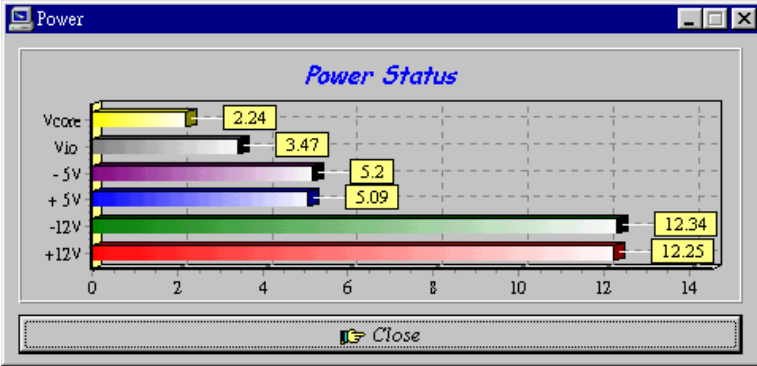 Power
Power Status
Vcore 2.24
Vio 3.47
- 5V 5.2
+ 5V 5.09
-12V 12.34
+12V 12.25
0 2 4 6 8 10 12 14
Close